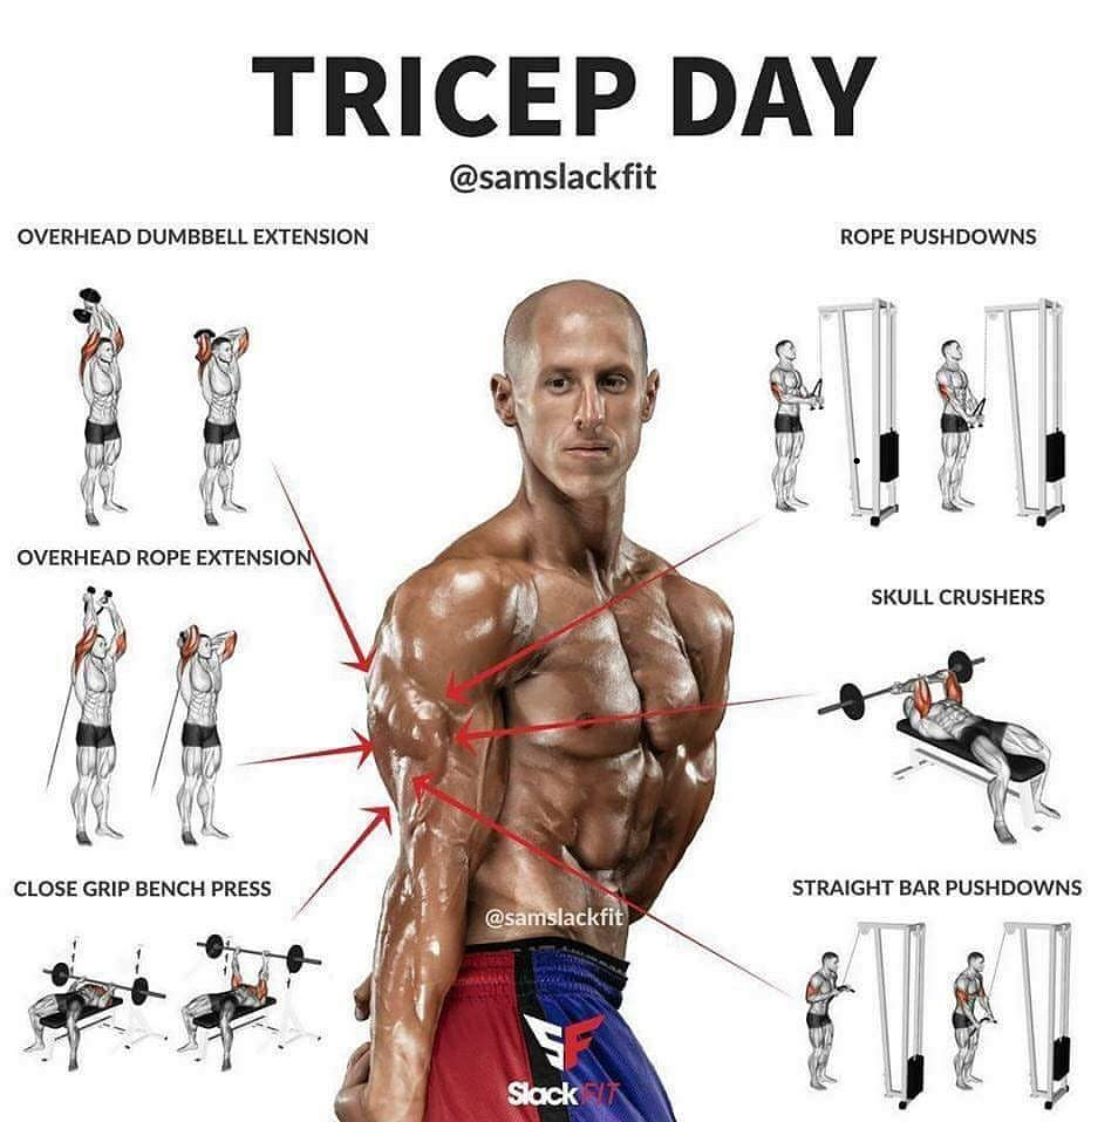 TRICEP DAY
@samslackfit
OVERHEAD DUMBBELL EXTENSION
ROPE PUSHDOWNS
OVERHEAD ROPE EXTENSION
SKULL CRUSHERS
CLOSE GRIP BENCH PRESS
STRAIGHT BAR PUSHDOWNS
@samslackfit
SF
SlackFIT